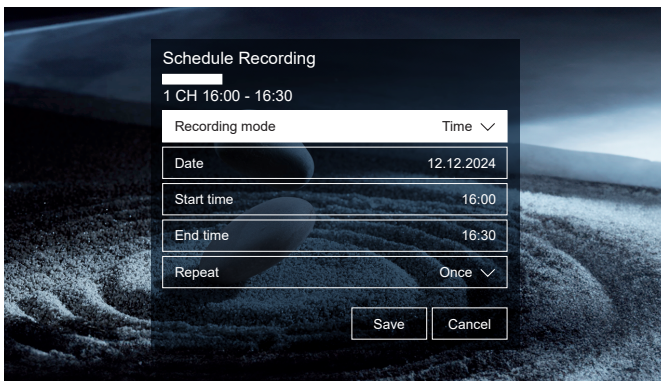 Schedule Recording
1 CH 16:00 - 16:30
Recording mode Time
Date 12.12.2024
Start time 16:00
End time 16:30
Repeat Once
Save Cancel